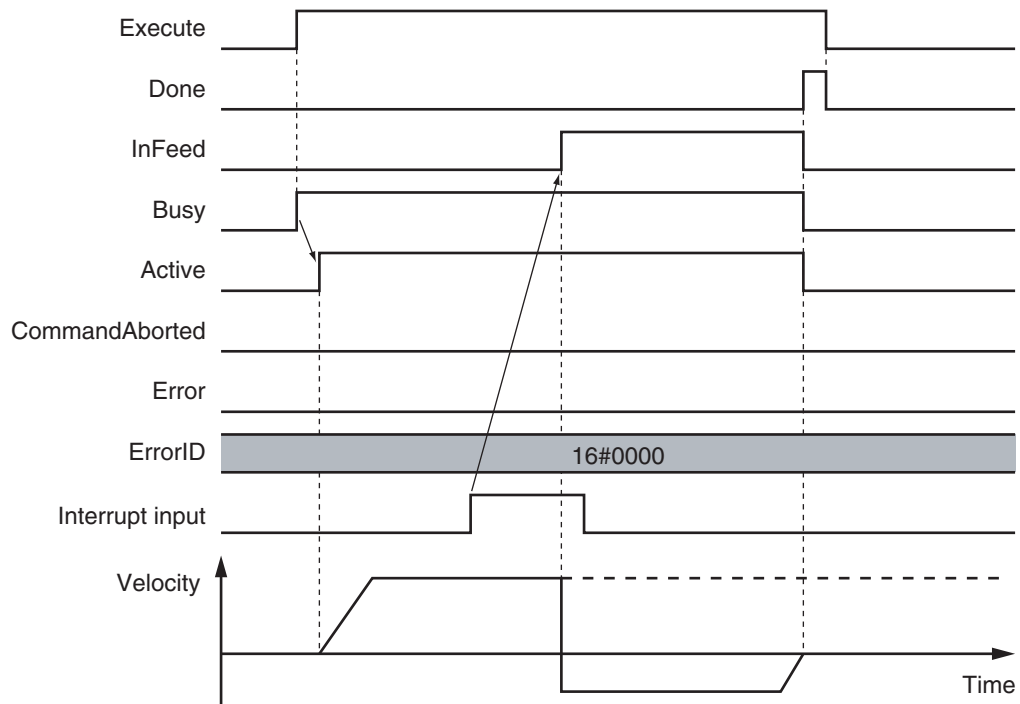 Execute
Done
InFeed
Busy
Active
CommandAborted
Error
ErrorID
16#0000
Interrupt input
Velocity
Time